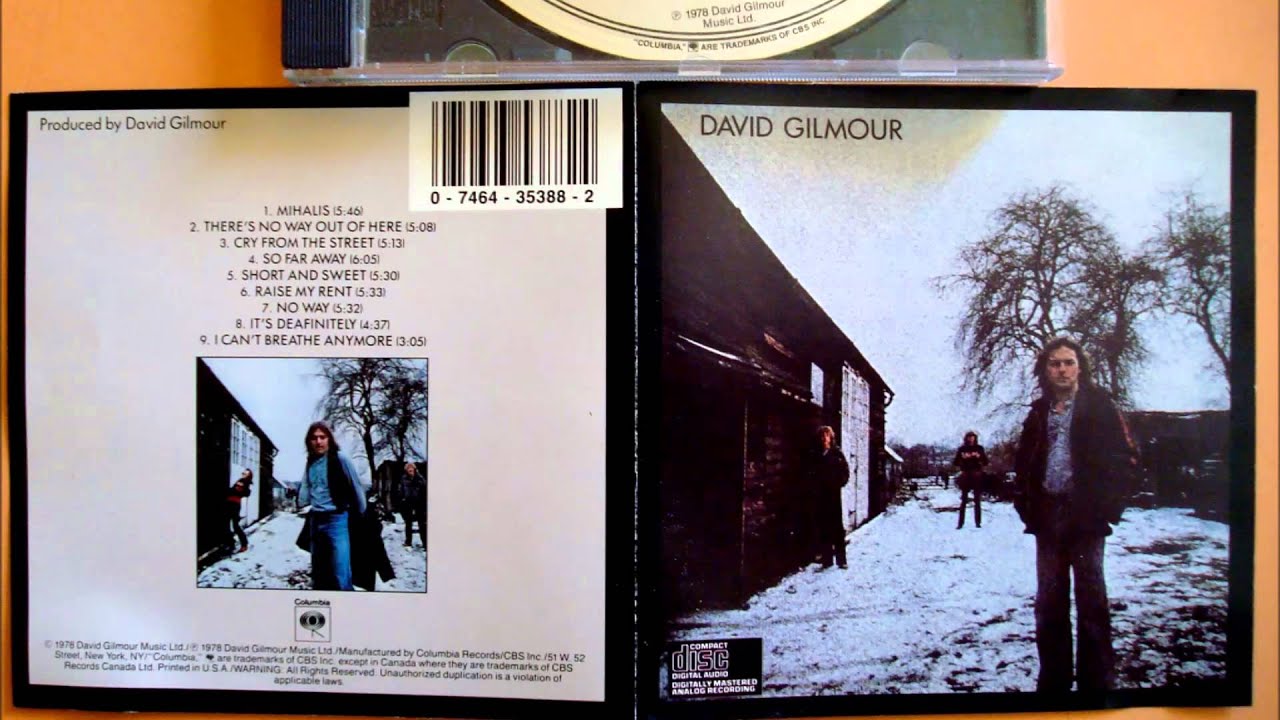 ℗ 1978 David Gilmour
Music Ltd.
"COLUMBIA," ARE TRADEMARKS OF CBS INC.
Produced by David Gilmour
0 - 7464 - 35388 - 2
1. MIHALIS (5:46)
2. THERE'S NO WAY OUT OF HERE (5:08)
3. CRY FROM THE STREET (5:13)
4. SO FAR AWAY (6:05)
5. SHORT AND SWEET (5:30)
6. RAISE MY RENT (5:33)
7. NO WAY (5:32)
8. IT'S DEAFINITELY (4:37)
9. I CAN'T BREATHE ANYMORE (3:05)
Columbia
© 1978 David Gilmour Music Ltd./℗ 1978 David Gilmour Music Ltd./Manufactured by Columbia Records/CBS Inc./51 W. 52
Street, New York, NY/"Columbia," are trademarks of CBS Inc. except in Canada where they are trademarks of CBS
Records Canada Ltd. Printed in U.S.A./WARNING: All Rights Reserved. Unauthorized duplication is a violation of
applicable laws.
DAVID GILMOUR
COMPACT
disc
DIGITAL AUDIO
DIGITALLY MASTERED
ANALOG RECORDING